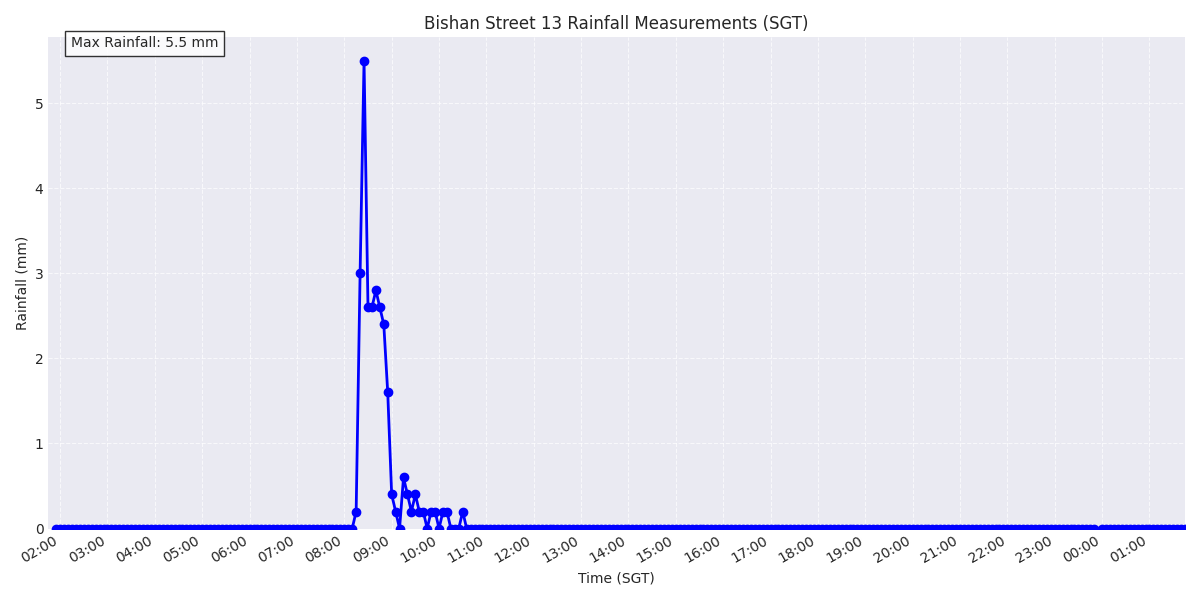 Bishan Street 13 Rainfall Measurements (SGT)
Max Rainfall: 5.5 mm
Rainfall (mm)
5
4
3
2
1
0
02:00 03:00 04:00 05:00 06:00 07:00 08:00 09:00 10:00 11:00 12:00 13:00 14:00 15:00 16:00 17:00 18:00 19:00 20:00 21:00 22:00 23:00 00:00 01:00
Time (SGT)